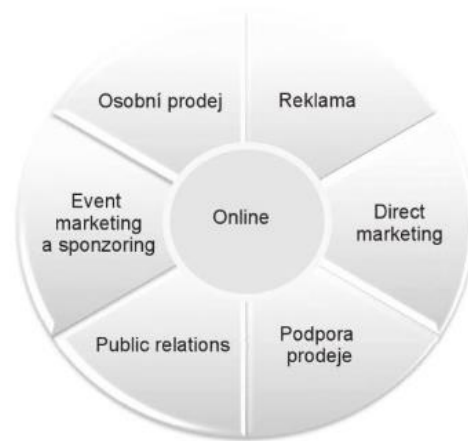 Osobní prodej
Reklama
Event
marketing
a sponzoring
Online
Direct
marketing
Public relations
Podpora
prodeje